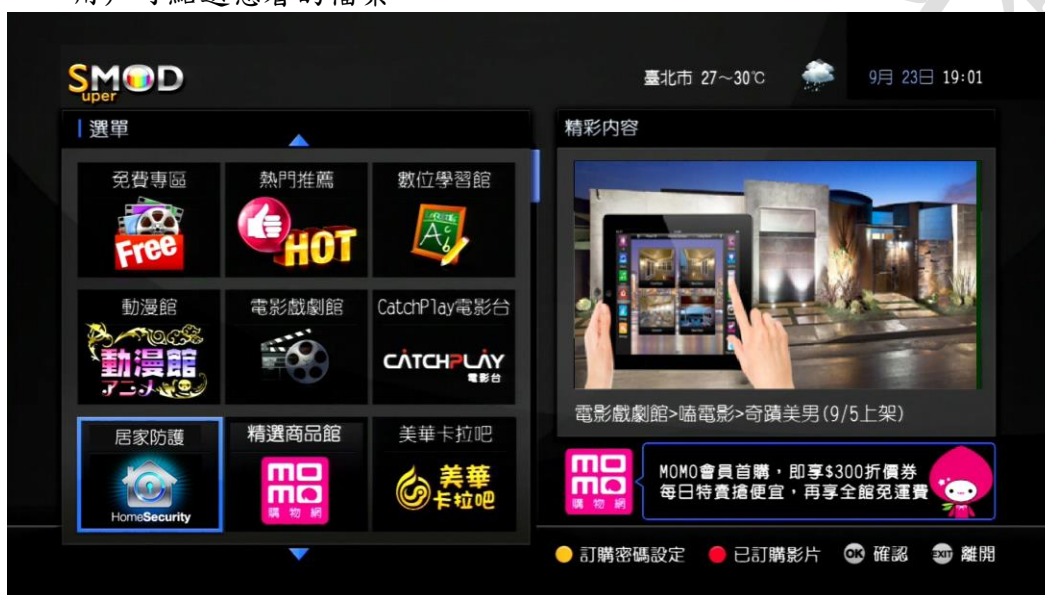 SMOD
uper
臺北市 27～30℃
9月 23日 19:01
選單
精彩內容
免費專區
熱門推薦
數位學習館
Free
HOT
動漫館
電影戲劇館
CatchPlay電影台
動漫館
アニメ
CATCHPLAY
電影台
電影戲劇館>嗑電影>奇蹟美男(9/5上架)
居家防護
精選商品館
美華卡拉吧
HomeSecurity
momo
購物網
美華
卡拉吧
momo
購物網
MOMO會員首購，即享$300折價券
每日特賣搶便宜，再享全館免運費
訂購密碼設定
已訂購影片
OK 確認
EXIT 離開